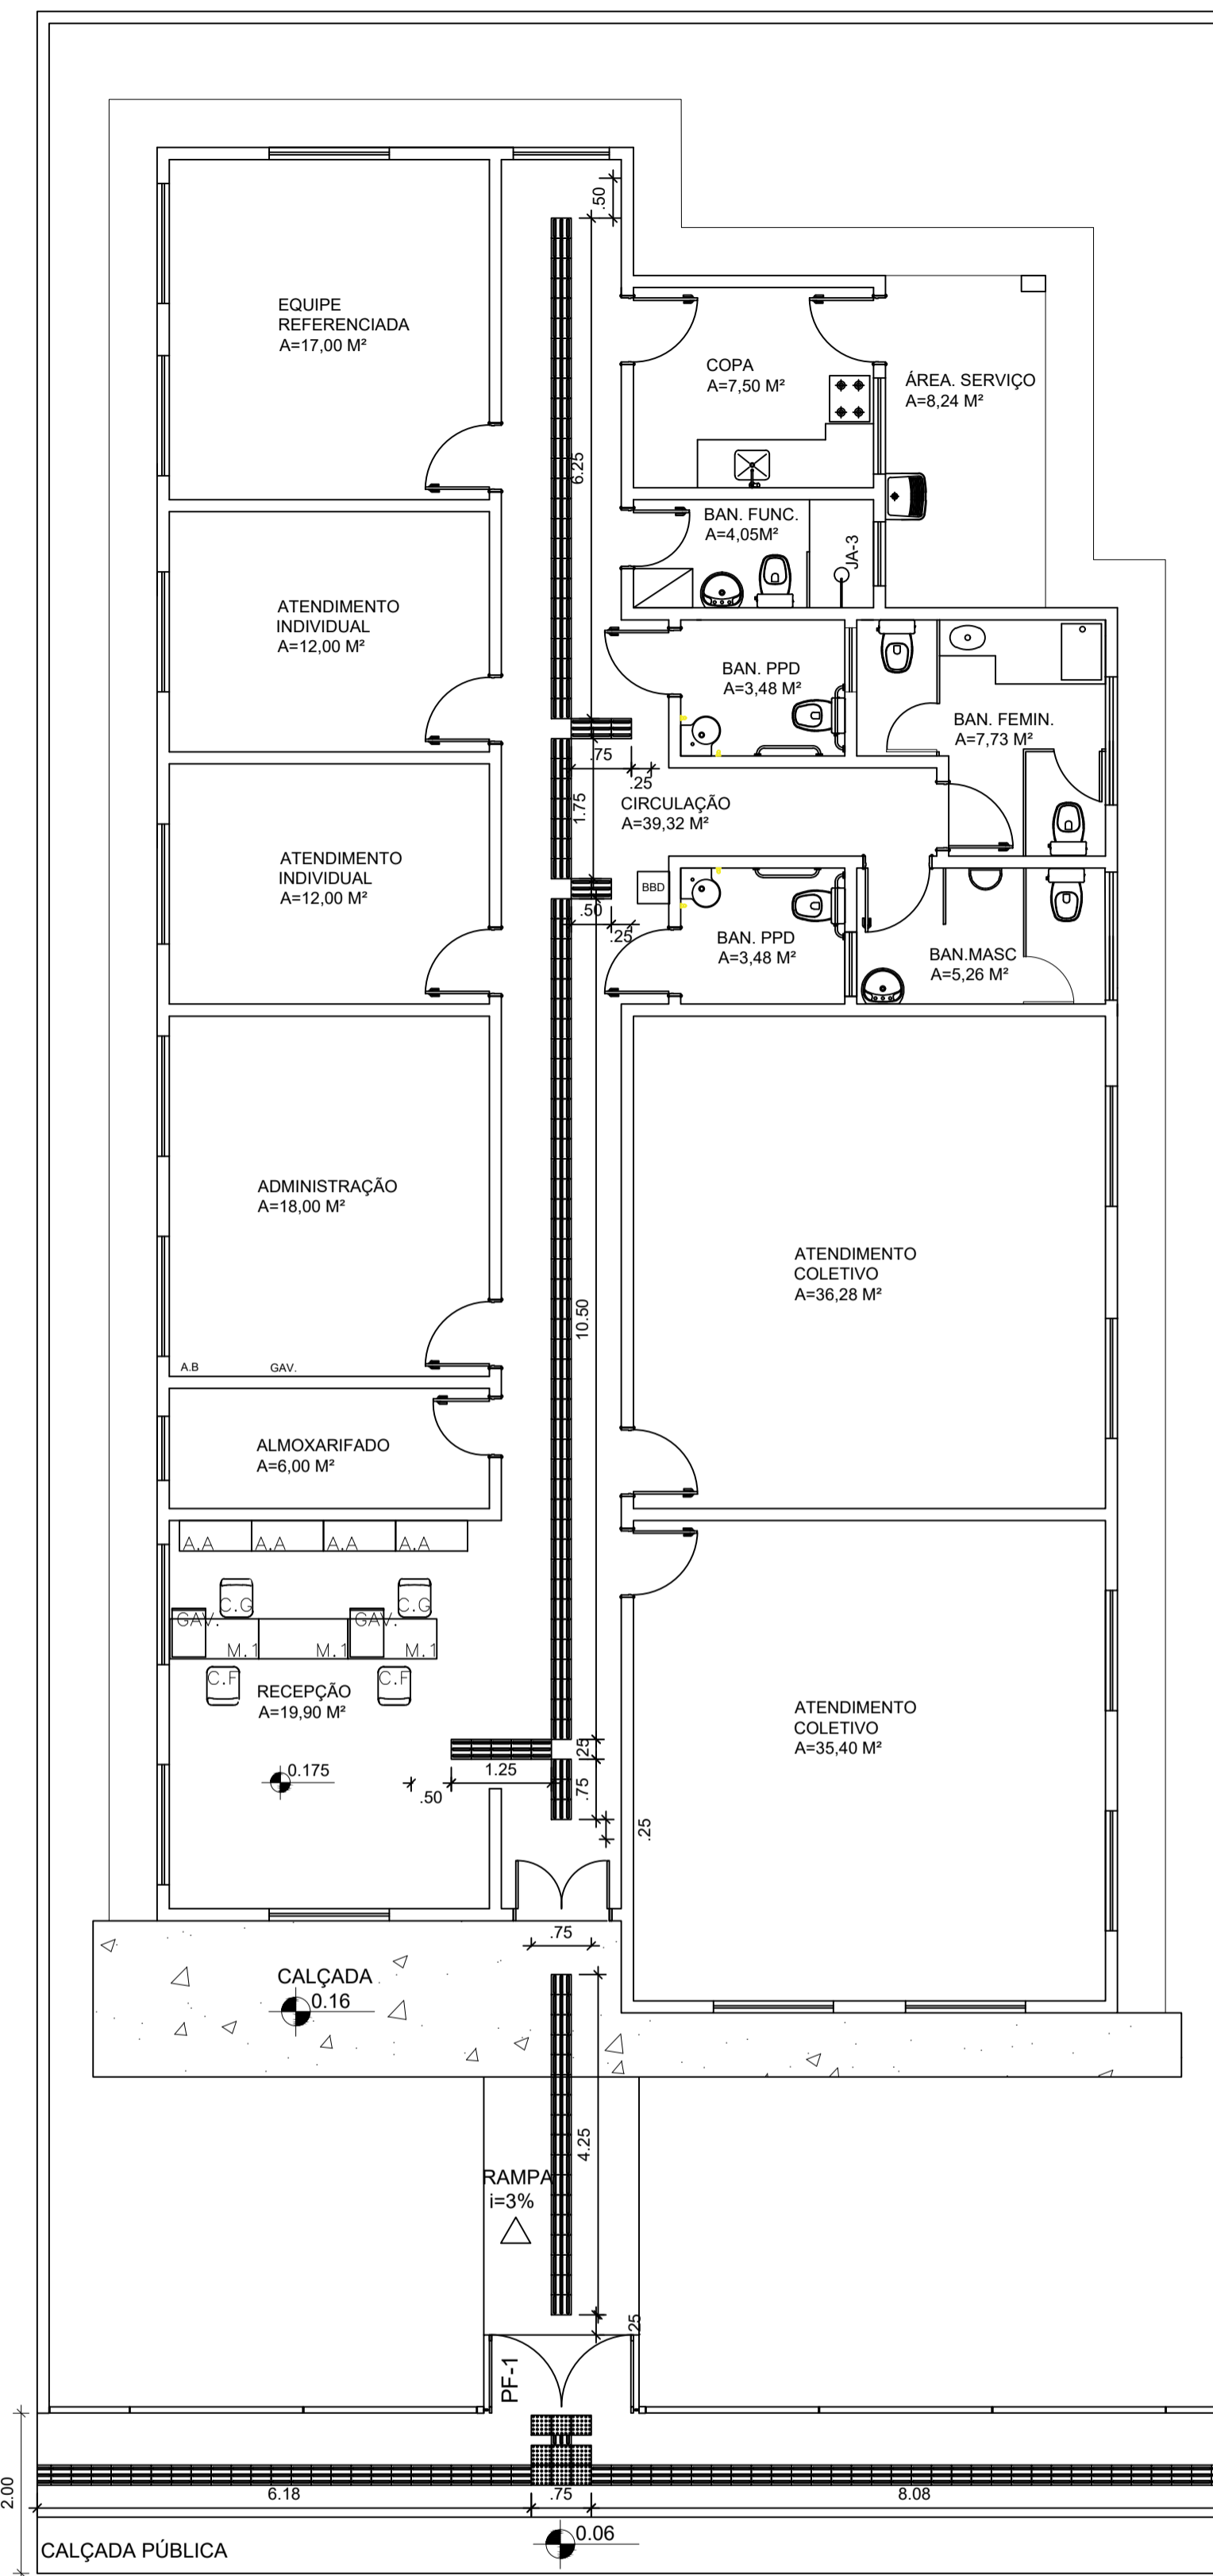 .50
EQUIPE
REFERENCIADA
A=17,00 M²
COPA
A=7,50 M²
ÁREA. SERVIÇO
A=8,24 M²
6.25
BAN. FUNC.
A=4,05M²
JA-3
ATENDIMENTO
INDIVIDUAL
A=12,00 M²
BAN. PPD
A=3,48 M²
BAN. FEMIN.
A=7,73 M²
.75
.25
1.75
CIRCULAÇÃO
A=39,32 M²
ATENDIMENTO
INDIVIDUAL
A=12,00 M²
BBD
.50
.25
BAN. PPD
A=3,48 M²
BAN.MASC
A=5,26 M²
ADMINISTRAÇÃO
A=18,00 M²
ATENDIMENTO
COLETIVO
A=36,28 M²
10.50
A.B
GAV.
ALMOXARIFADO
A=6,00 M²
A.A
A.A
A.A
A.A
C.G
C.G
GAV.
GAV.
M.1
M.1
M.1
C.F
C.F
RECEPÇÃO
A=19,90 M²
ATENDIMENTO
COLETIVO
A=35,40 M²
.25
0.175
1.25
.50
.75
.25
.75
CALÇADA
0.16
4.25
RAMPA
i=3%
.25
PF-1
2.00
6.18
.75
8.08
0.06
CALÇADA PÚBLICA